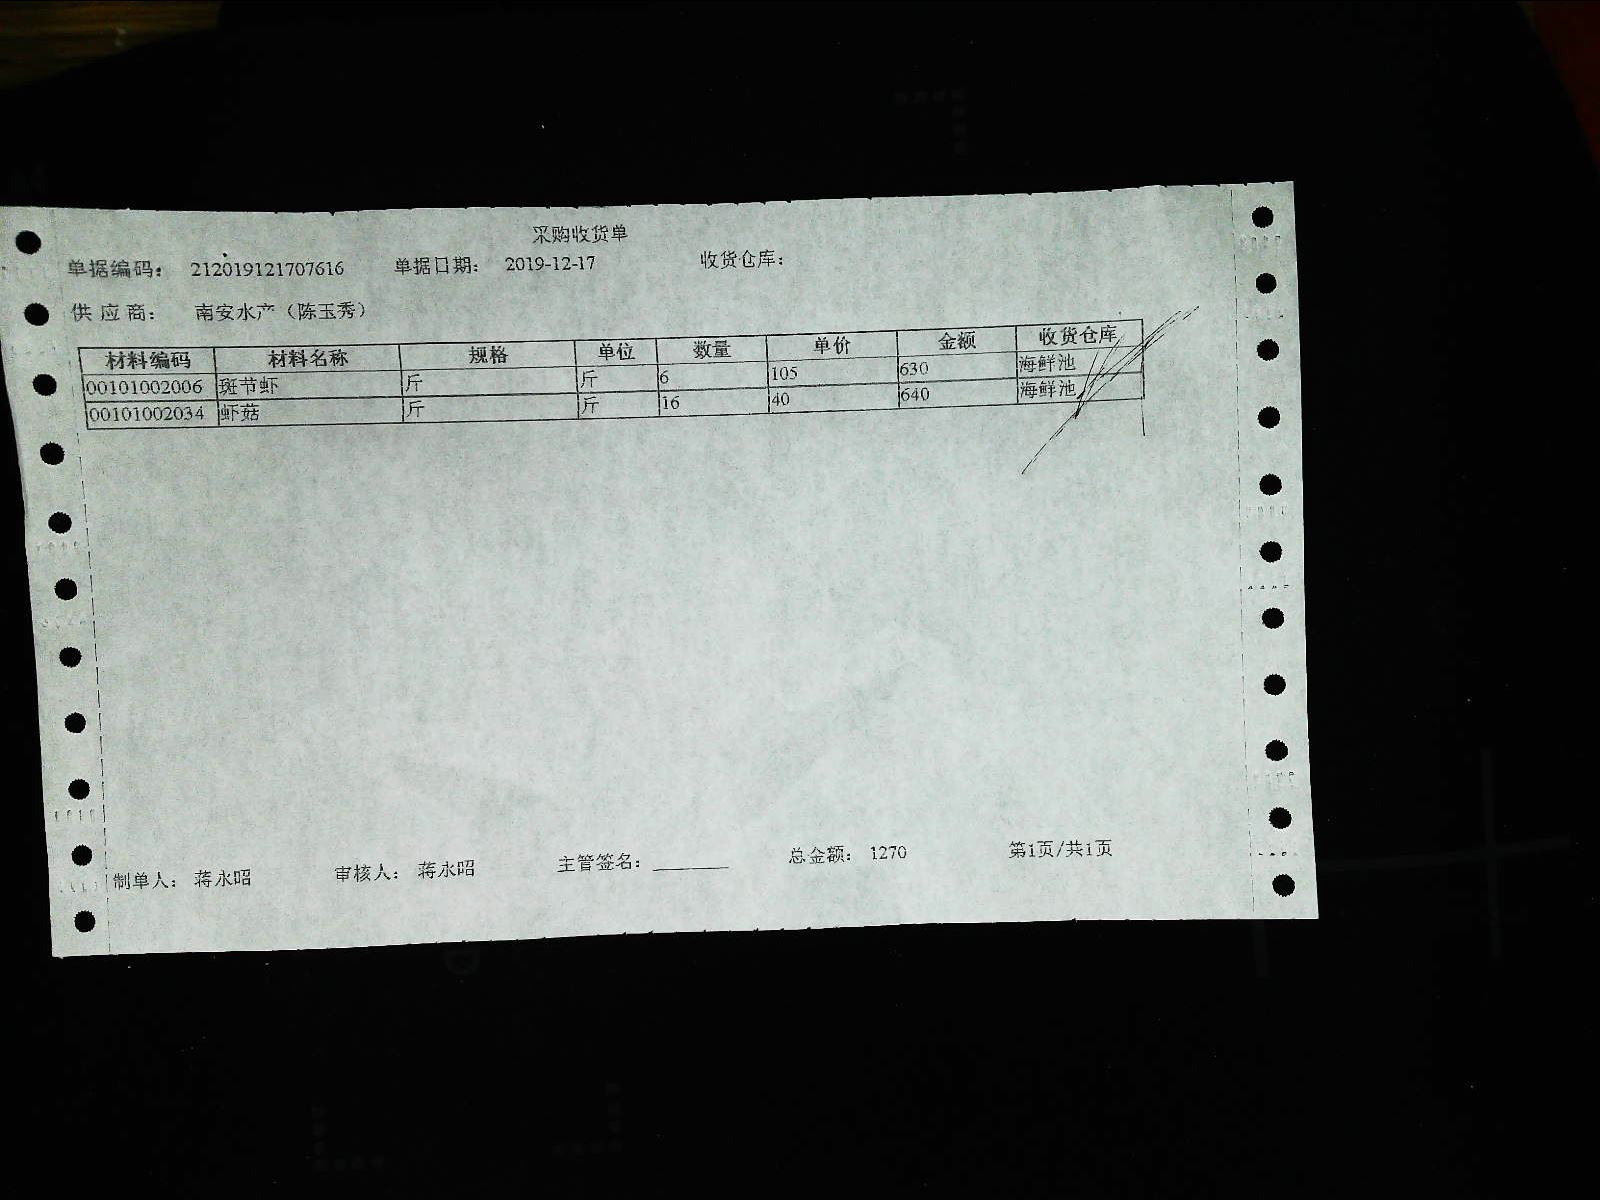 采购收货单
单据编码： 212019121707616 单据日期： 2019-12-17 收货仓库：
供应商： 南安水产（陈玉秀）
材料编码 材料名称 规格 单位 数量 单价 金额 收货仓库
00101002006 斑节虾 斤 斤 6 105 630 海鲜池
00101002034 虾菇 斤 斤 16 40 640 海鲜池
制单人： 蒋永昭 审核人： 蒋永昭 主管签名：_______ 总金额： 1270 第1页/共1页